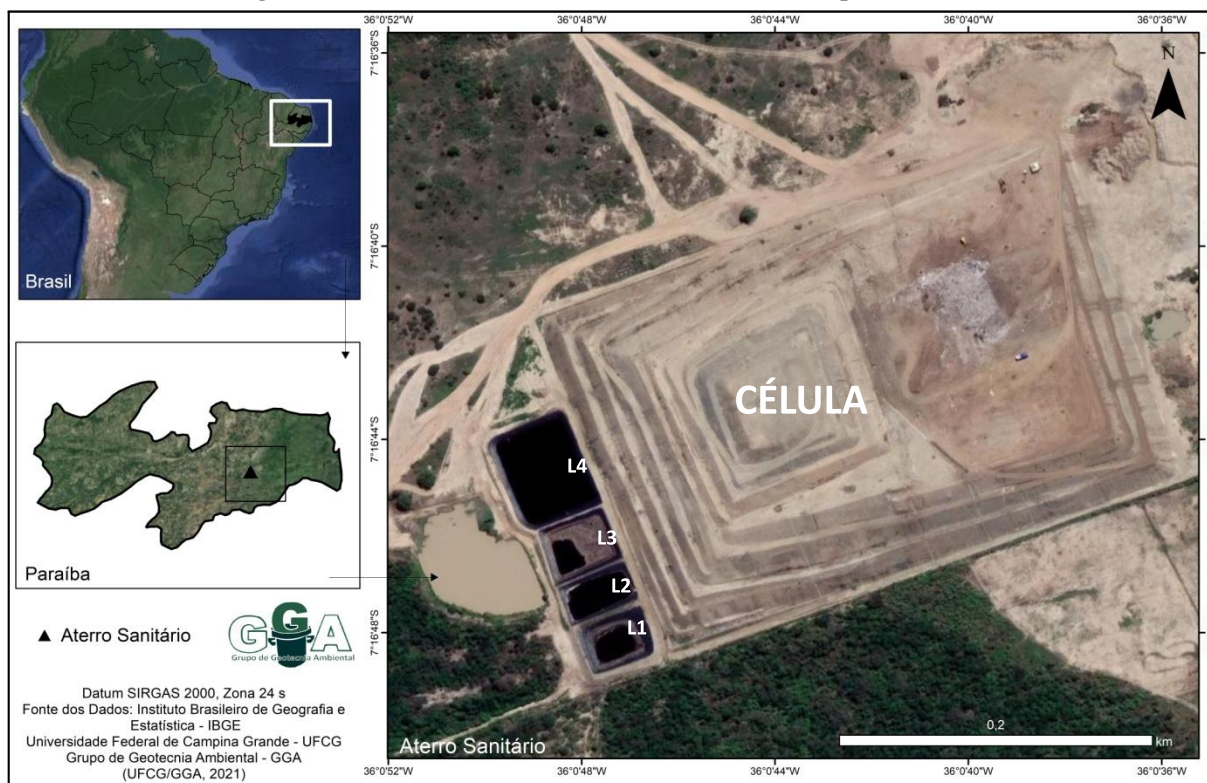 36°0'52"W 36°0'48"W 36°0'44"W 36°0'40"W 36°0'36"W
Brasil
Paraíba
▲ Aterro Sanitário
GGA
Grupo de Geotecnia Ambiental
Datum SIRGAS 2000, Zona 24 s
Fonte dos Dados: Instituto Brasileiro de Geografia e
Estatística - IBGE
Universidade Federal de Campina Grande - UFCG
Grupo de Geotecnia Ambiental - GGA
(UFCG/GGA, 2021)
7°16'36"S
7°16'40"S
7°16'44"S
7°16'48"S
N
CÉLULA
L4
L3
L2
L1
0,2
km
Aterro Sanitário
36°0'52"W 36°0'48"W 36°0'44"W 36°0'40"W 36°0'36"W